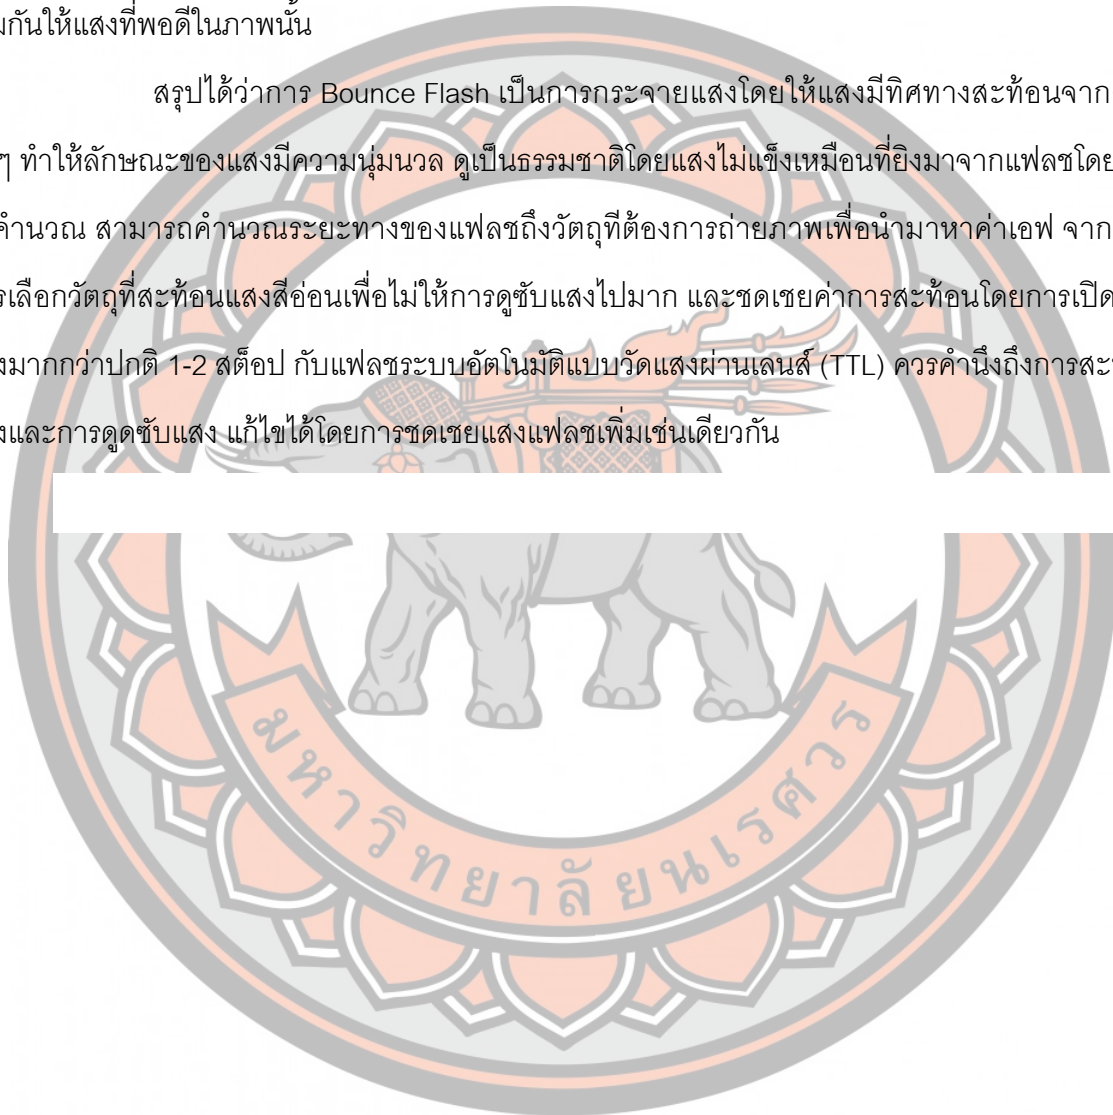 มกันให้แสงที่พอดีในภาพนั้น
สรุปได้ว่าการ Bounce Flash เป็นการกระจายแสงโดยให้แสงมีทิศทางสะท้อนจาก
ๆ ทำให้ลักษณะของแสงมีความนุ่มนวล ดูเป็นธรรมชาติโดยแสงไม่แข็งเหมือนที่ยิงมาจากแฟลชโดย
คำนวณ สามารถคำนวณระยะทางของแฟลชถึงวัตถุที่ต้องการถ่ายภาพเพื่อนำมาหาค่าเอฟ จาก
รเลือกวัตถุที่สะท้อนแสงสีอ่อนเพื่อไม่ให้การดูซับแสงไปมาก และชดเชยค่าการสะท้อนโดยการเปิด
งมากกว่าปกติ 1-2 สต็อป กับแฟลชระบบอัตโนมัติแบบวัดแสงผ่านเลนส์ (TTL) ควรคำนึงถึงการสะ
งและการดูดซับแสง แก้ไขได้โดยการชดเชยแสงแฟลชเพิ่มเช่นเดียวกัน
มหาวิทยาลัยนเรศวร